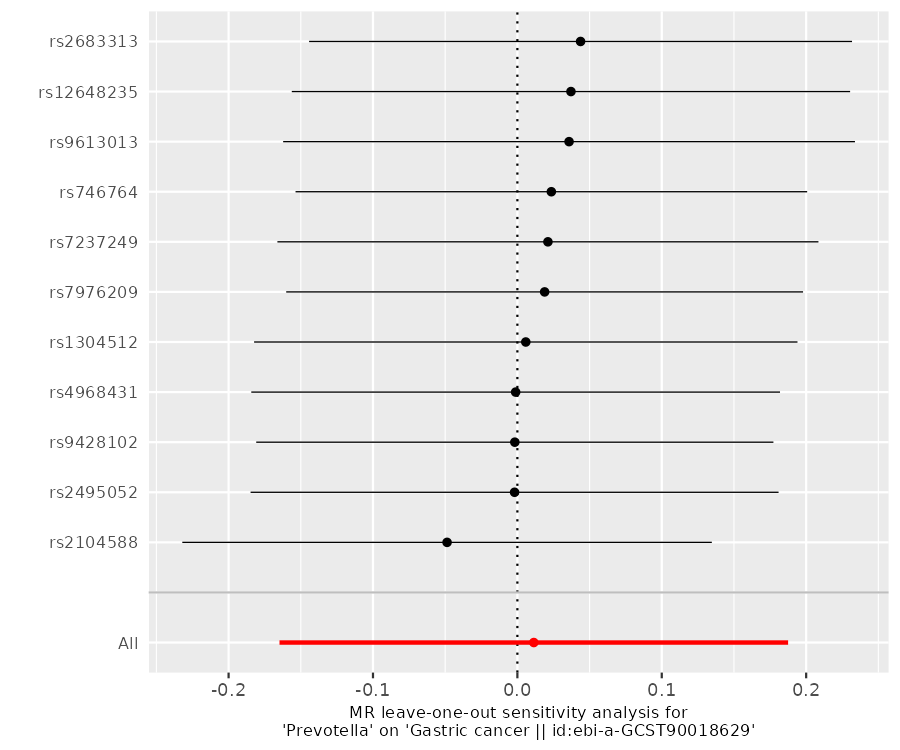 rs2683313
rs12648235
rs9613013
rs746764
rs7237249
rs7976209
rs1304512
rs4968431
rs9428102
rs2495052
rs2104588
All
-0.2 -0.1 0.0 0.1 0.2
MR leave-one-out sensitivity analysis for
'Prevotella' on 'Gastric cancer || id:ebi-a-GCST90018629'